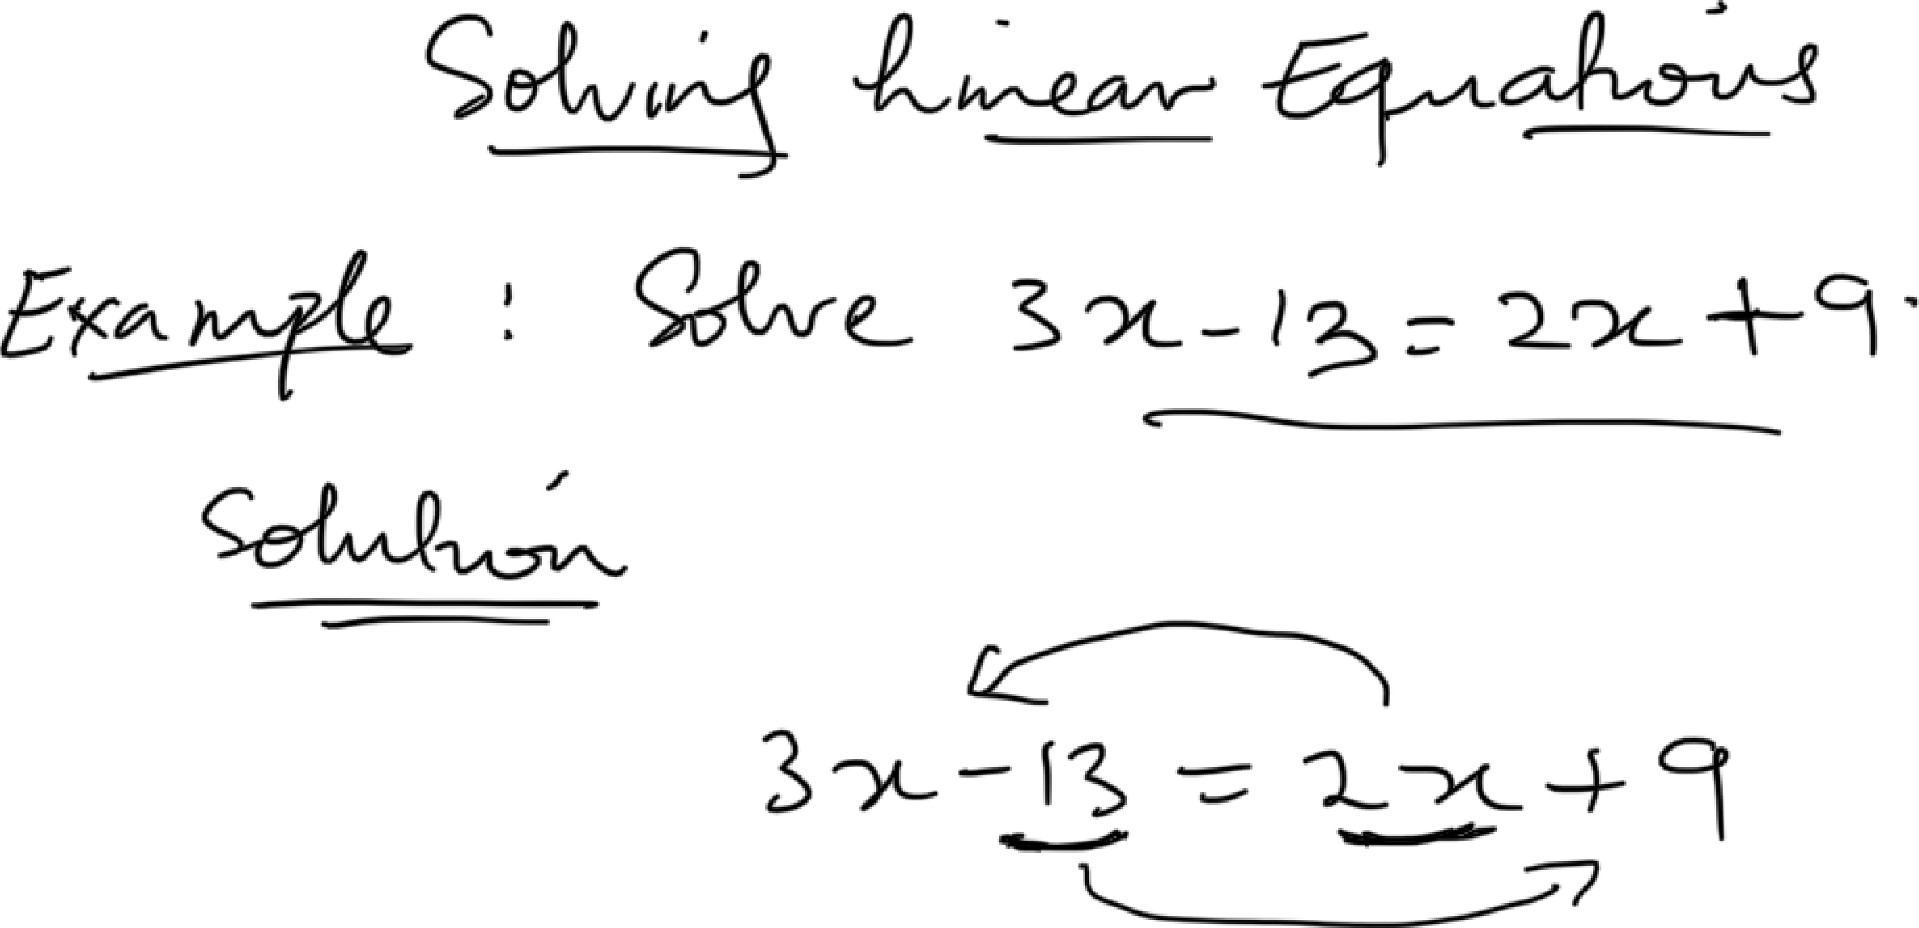 Solving Linear Equations
Example : Solve 3x - 13 = 2x + 9.
Solution
3x - 13 = 2x + 9